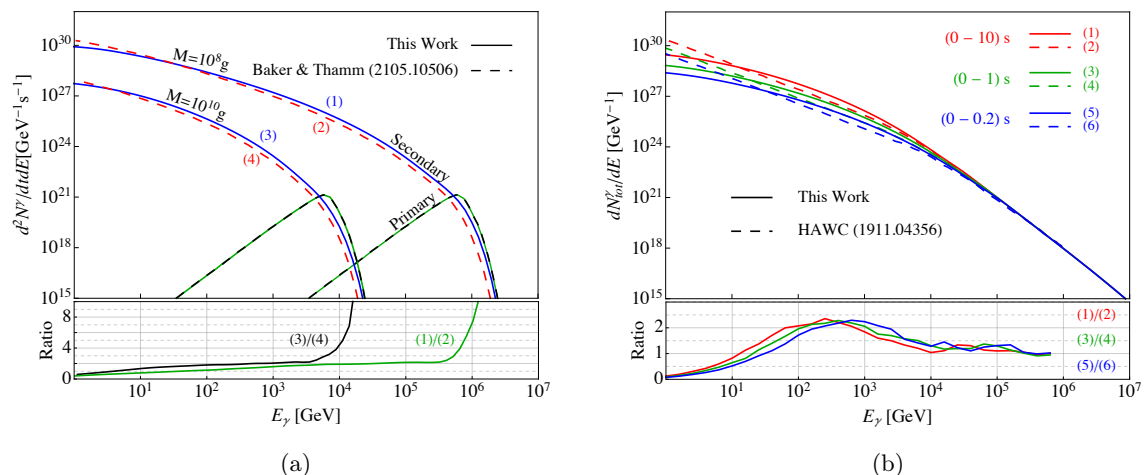 10^30
10^27
10^24
10^21
10^18
10^15
d²N^γ/dtdE[GeV⁻¹s⁻¹]
This Work
Baker & Thamm (2105.10506)
M=10^8g
M=10^10g
(1)
(2)
(3)
(4)
Secondary
Primary
8
6
4
2
0
Ratio
(3)/(4)
(1)/(2)
10^1 10^2 10^3 10^4 10^5 10^6 10^7
E_γ [GeV]
(a)
10^30
10^27
10^24
10^21
10^18
10^15
dN^γ_tot/dE [GeV⁻¹]
(0 − 10) s
(1)
(2)
(0 − 1) s
(3)
(4)
(0 − 0.2) s
(5)
(6)
This Work
HAWC (1911.04356)
2
1
0
Ratio
(1)/(2)
(3)/(4)
(5)/(6)
10^1 10^2 10^3 10^4 10^5 10^6 10^7
E_γ [GeV]
(b)